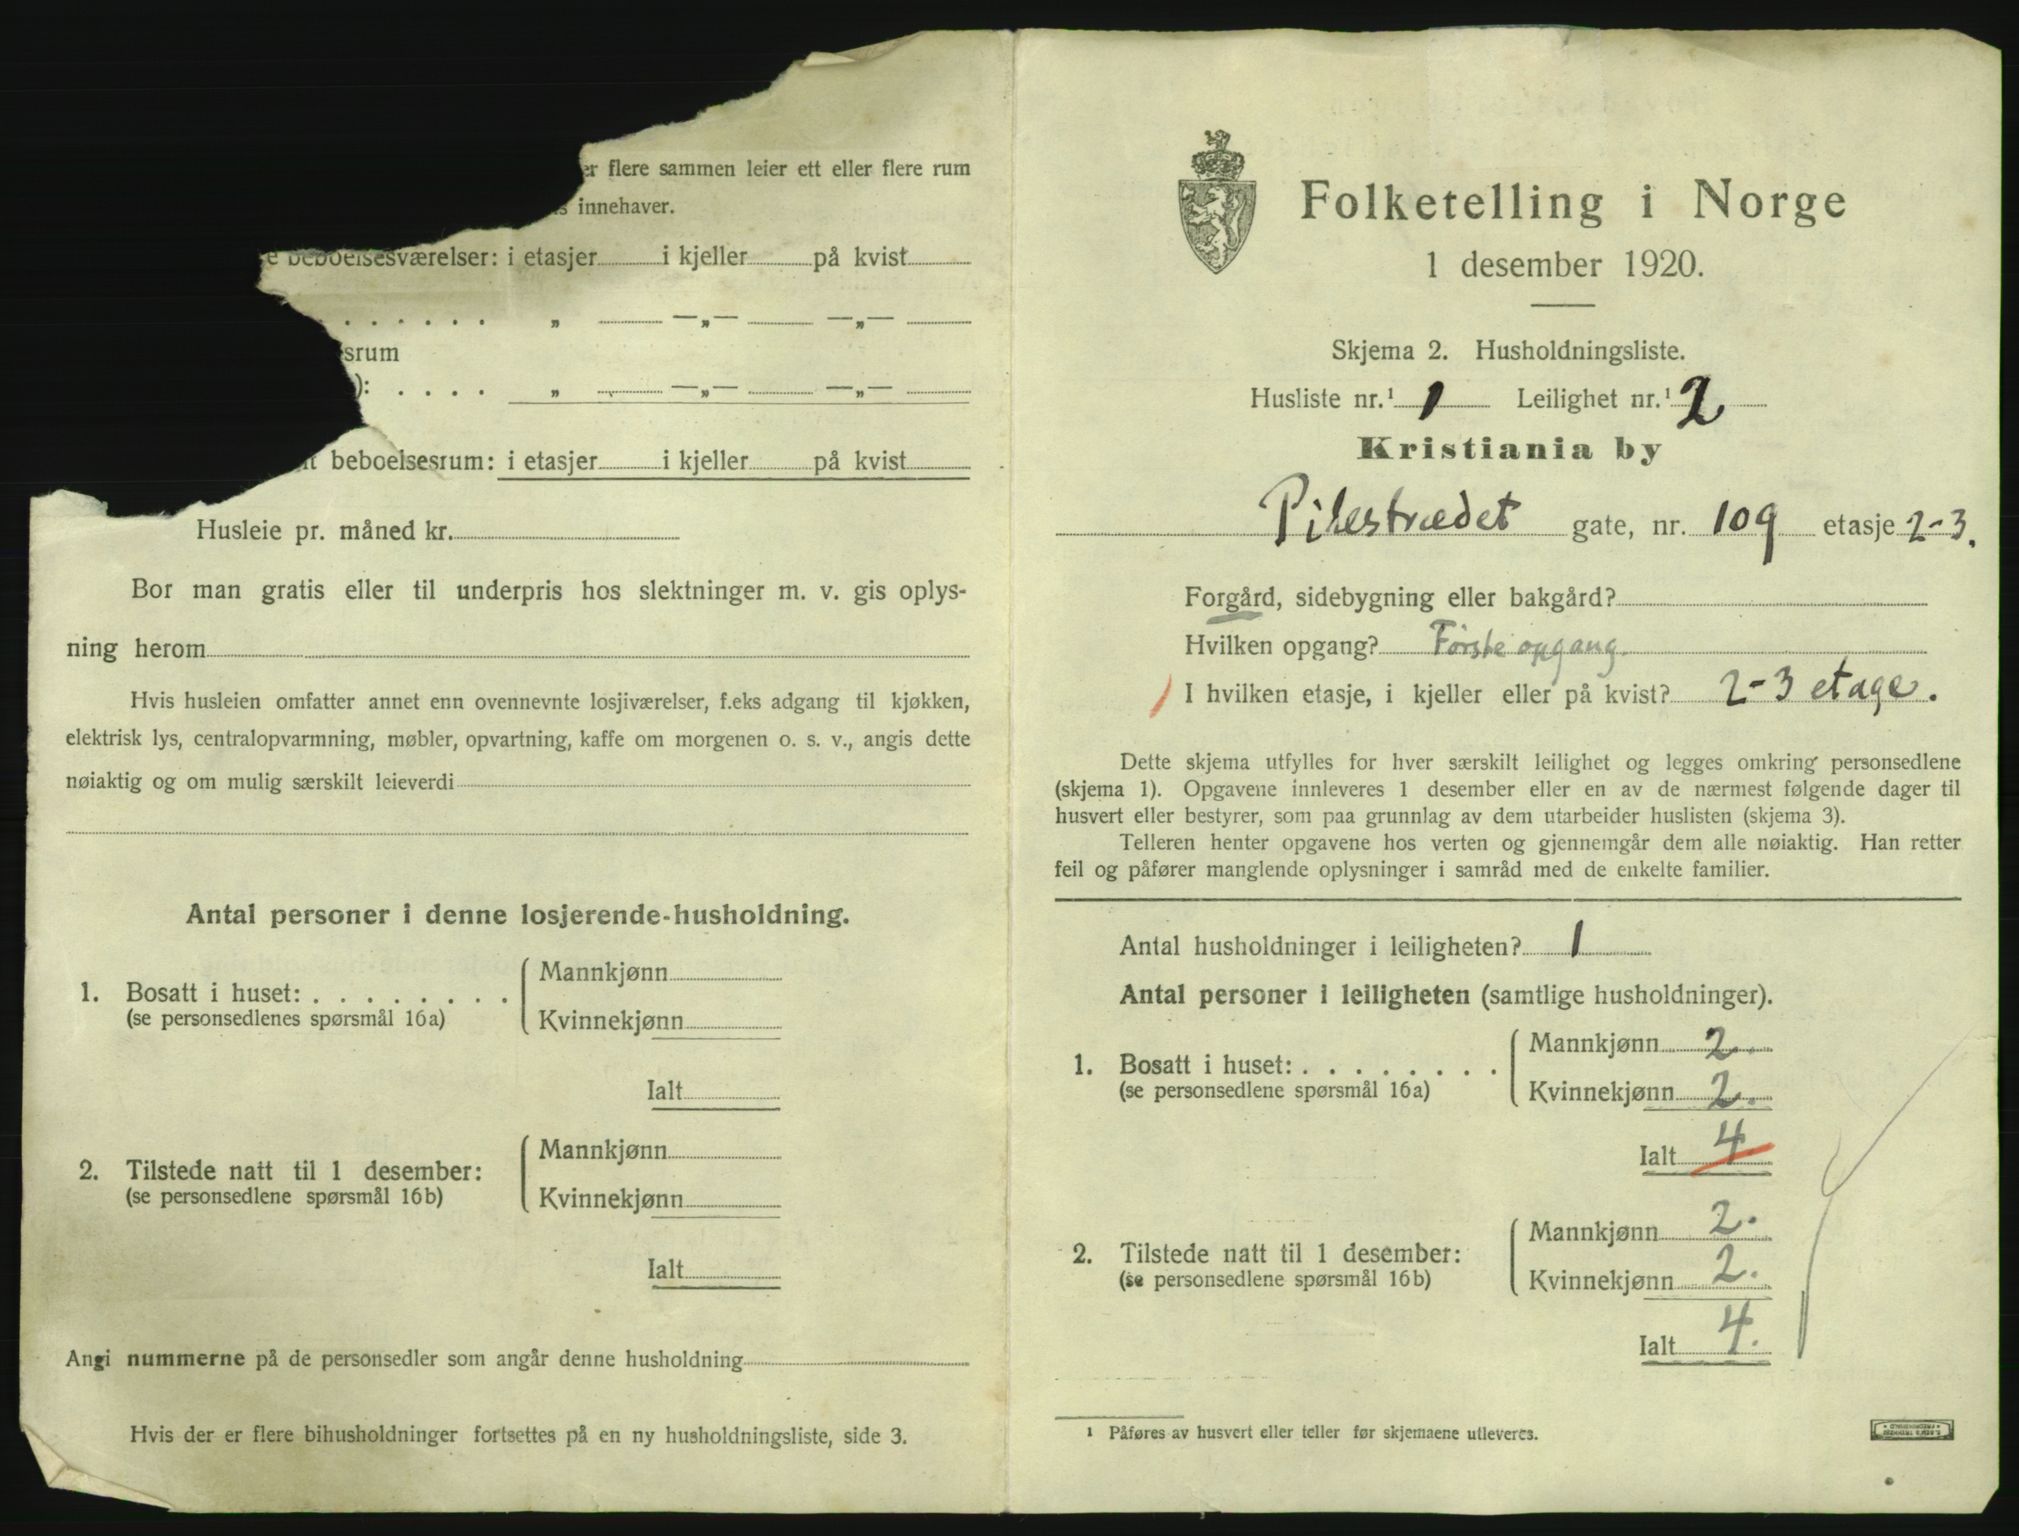 flere sammen leier ett eller flere rum
innehaver.
beboelsesværelser: i etasjer i kjeller på kvist
„ —„— —„—
srum
): „ —„— —„—
beboelsesrum: i etasjer i kjeller på kvist
Husleie pr. måned kr.
Bor man gratis eller til underpris hos slektninger m. v. gis oplys-
ning herom
Hvis husleien omfatter annet enn ovennevnte losjiværelser, f.eks adgang til kjøkken,
elektrisk lys, centralopvarmning, møbler, opvartning, kaffe om morgenen o. s. v., angis dette
nøiaktig og om mulig særskilt leieverdi
Antal personer i denne losjerende-husholdning.
1. Bosatt i huset: . . . . . . . .
(se personsedlenes spørsmål 16a)
Mannkjønn
Kvinnekjønn
Ialt
2. Tilstede natt til 1 desember:
(se personsedlene spørsmål 16b)
Mannkjønn
Kvinnekjønn
Ialt
Angi nummerne på de personsedler som angår denne husholdning
Hvis der er flere bihusholdninger fortsettes på en ny husholdningsliste, side 3.
Folketelling i Norge
1 desember 1920.
Skjema 2. Husholdningsliste.
Husliste nr.¹ 1 Leilighet nr.¹ 2
Kristiania by
Pilestrædet gate, nr. 109 etasje 2-3.
Forgård, sidebygning eller bakgård?
Hvilken opgang? Første opgang.
I hvilken etasje, i kjeller eller på kvist? 2-3 etage.
Dette skjema utfylles for hver særskilt leilighet og legges omkring personsedlene
(skjema 1). Opgavene innleveres 1 desember eller en av de nærmest følgende dager til
husvert eller bestyrer, som paa grunnlag av dem utarbeider huslisten (skjema 3).
Telleren henter opgavene hos verten og gjennemgår dem alle nøiaktig. Han retter
feil og påfører manglende oplysninger i samråd med de enkelte familier.
Antal husholdninger i leiligheten? 1
Antal personer i leiligheten (samtlige husholdninger).
1. Bosatt i huset: . . . . . . . .
(se personsedlene spørsmål 16a)
Mannkjønn 2.
Kvinnekjønn 2.
Ialt 4
2. Tilstede natt til 1 desember:
(se personsedlene spørsmål 16b)
Mannkjønn 2.
Kvinnekjønn 2.
Ialt 4.
¹ Påføres av husvert eller teller før skjemaene utleveres.